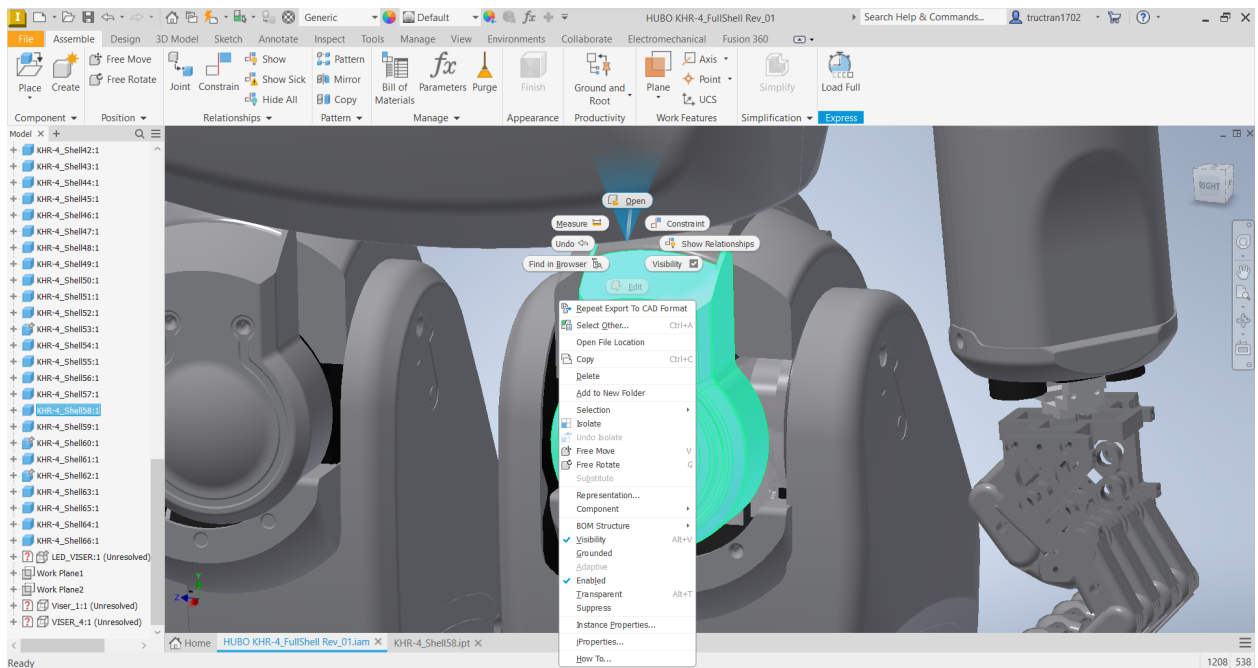 Generic
Default
HUBO KHR-4_FullShell Rev_01
Search Help & Commands...
tructran1702
File Assemble Design 3D Model Sketch Annotate Inspect Tools Manage View Environments Collaborate Electromechanical Fusion 360
Place
Create
Free Move
Free Rotate
Joint
Constrain
Show
Show Sick
Hide All
Pattern
Mirror
Copy
Bill of
Materials
fx
Parameters
Purge
Finish
Ground and
Root
Plane
Axis
Point
UCS
Simplify
Load Full
Component Position Relationships Pattern Manage Appearance Productivity Work Features Simplification Express
Model
KHR-4_Shell42:1
KHR-4_Shell43:1
KHR-4_Shell44:1
KHR-4_Shell45:1
KHR-4_Shell46:1
KHR-4_Shell47:1
KHR-4_Shell48:1
KHR-4_Shell49:1
KHR-4_Shell50:1
KHR-4_Shell51:1
KHR-4_Shell52:1
KHR-4_Shell53:1
KHR-4_Shell54:1
KHR-4_Shell55:1
KHR-4_Shell56:1
KHR-4_Shell57:1
KHR-4_Shell58:1
KHR-4_Shell59:1
KHR-4_Shell60:1
KHR-4_Shell61:1
KHR-4_Shell62:1
KHR-4_Shell63:1
KHR-4_Shell65:1
KHR-4_Shell64:1
KHR-4_Shell66:1
LED_VISER:1 (Unresolved)
Work Plane1
Work Plane2
Viser_1:1 (Unresolved)
VISER_4:1 (Unresolved)
Open
Measure
Constraint
Undo
Show Relationships
Find in Browser
Visibility
Edit
Repeat Export To CAD Format
Select Other... Ctrl+A
Open File Location
Copy Ctrl+C
Delete
Add to New Folder
Selection
Isolate
Undo Isolate
Free Move V
Free Rotate G
Substitute
Representation...
Component
BOM Structure
Visibility Alt+V
Grounded
Adaptive
Enabled
Transparent Alt+T
Suppress
Instance Properties...
iProperties...
How To...
RIGHT
Y
Z
Home
HUBO KHR-4_FullShell Rev_01.iam
KHR-4_Shell58.ipt
Ready
1208 538